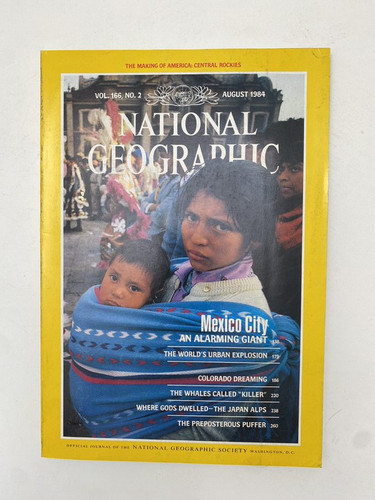 THE MAKING OF AMERICA: CENTRAL ROCKIES
VOL. 166, NO. 2 AUGUST 1984
NATIONAL
GEOGRAPHIC
Mexico City
AN ALARMING GIANT 138
THE WORLD'S URBAN EXPLOSION 179
COLORADO DREAMING 186
THE WHALES CALLED "KILLER" 220
WHERE GODS DWELLED—THE JAPAN ALPS 238
THE PREPOSTEROUS PUFFER 260
OFFICIAL JOURNAL OF THE NATIONAL GEOGRAPHIC SOCIETY WASHINGTON, D.C.